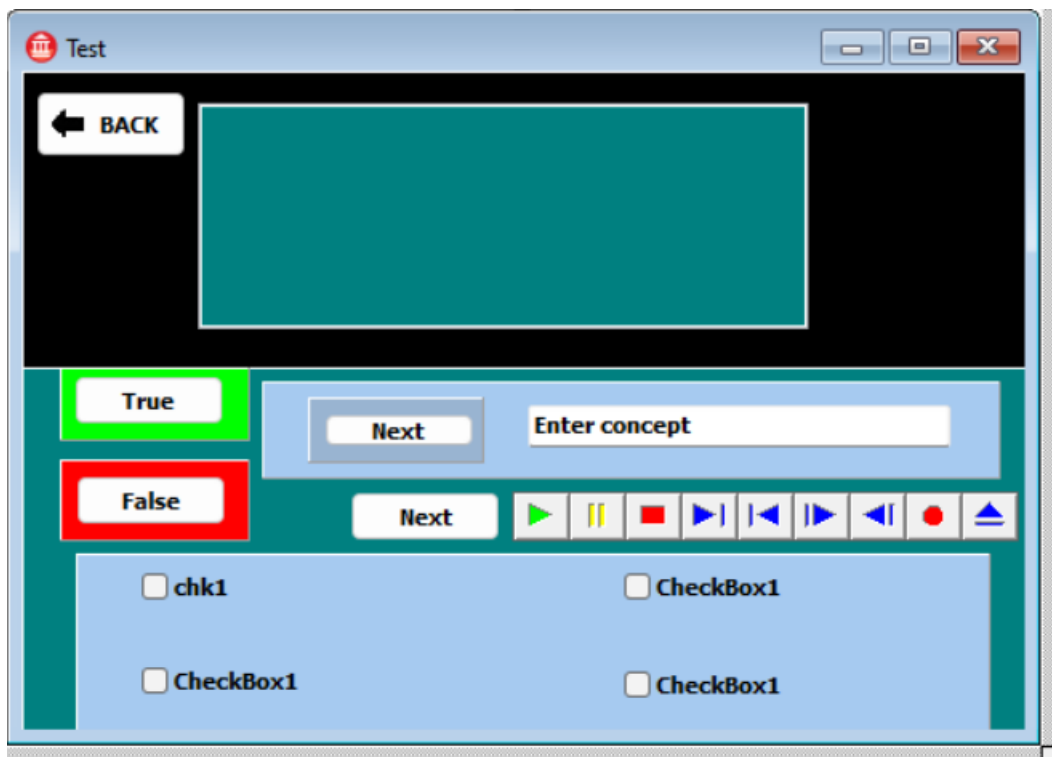 Test
BACK
True
Next
Enter concept
False
Next
chk1
CheckBox1
CheckBox1
CheckBox1